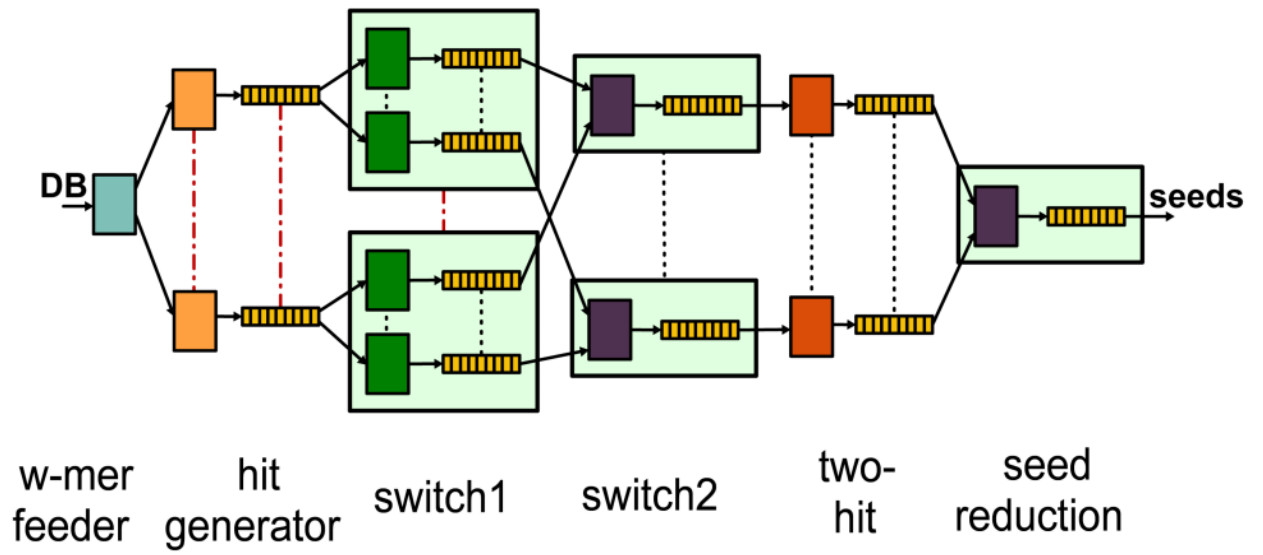 DB
seeds
w-mer
feeder
hit
generator
switch1
switch2
two-
hit
seed
reduction